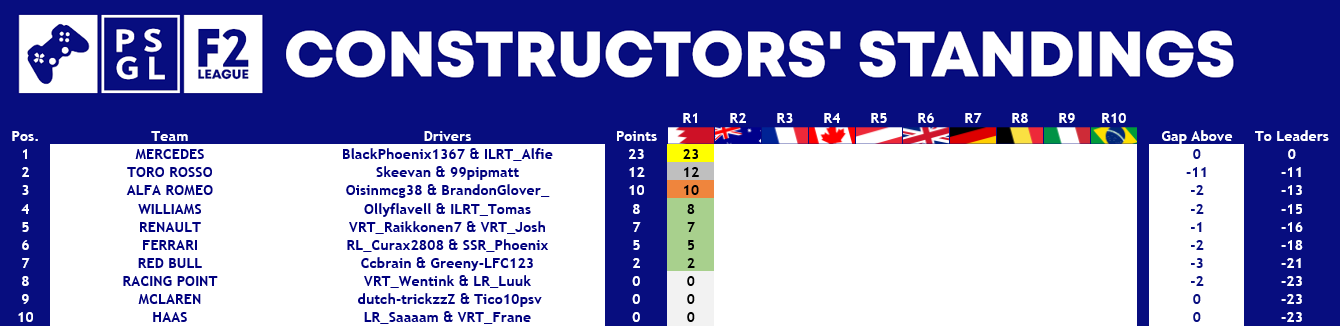 PS GL F2 LEAGUE CONSTRUCTORS' STANDINGS
R1 R2 R3 R4 R5 R6 R7 R8 R9 R10
Pos. Team Drivers Points Gap Above To Leaders
1 MERCEDES BlackPhoenix1367 & ILRT_Alfie 23 23 0 0
2 TORO ROSSO Skeevan & 99pipmatt 12 12 -11 -11
3 ALFA ROMEO Oisinmcg38 & BrandonGlover_ 10 10 -2 -13
4 WILLIAMS Ollyflavell & ILRT_Tomas 8 8 -2 -15
5 RENAULT VRT_Raikkonen7 & VRT_Josh 7 7 -1 -16
6 FERRARI RL_Curax2808 & SSR_Phoenix 5 5 -2 -18
7 RED BULL Ccbrain & Greeny-LFC123 2 2 -3 -21
8 RACING POINT VRT_Wentink & LR_Luuk 0 0 -2 -23
9 MCLAREN dutch-trickzzZ & Tico10psv 0 0 0 -23
10 HAAS LR_Saaaam & VRT_Frane 0 0 0 -23